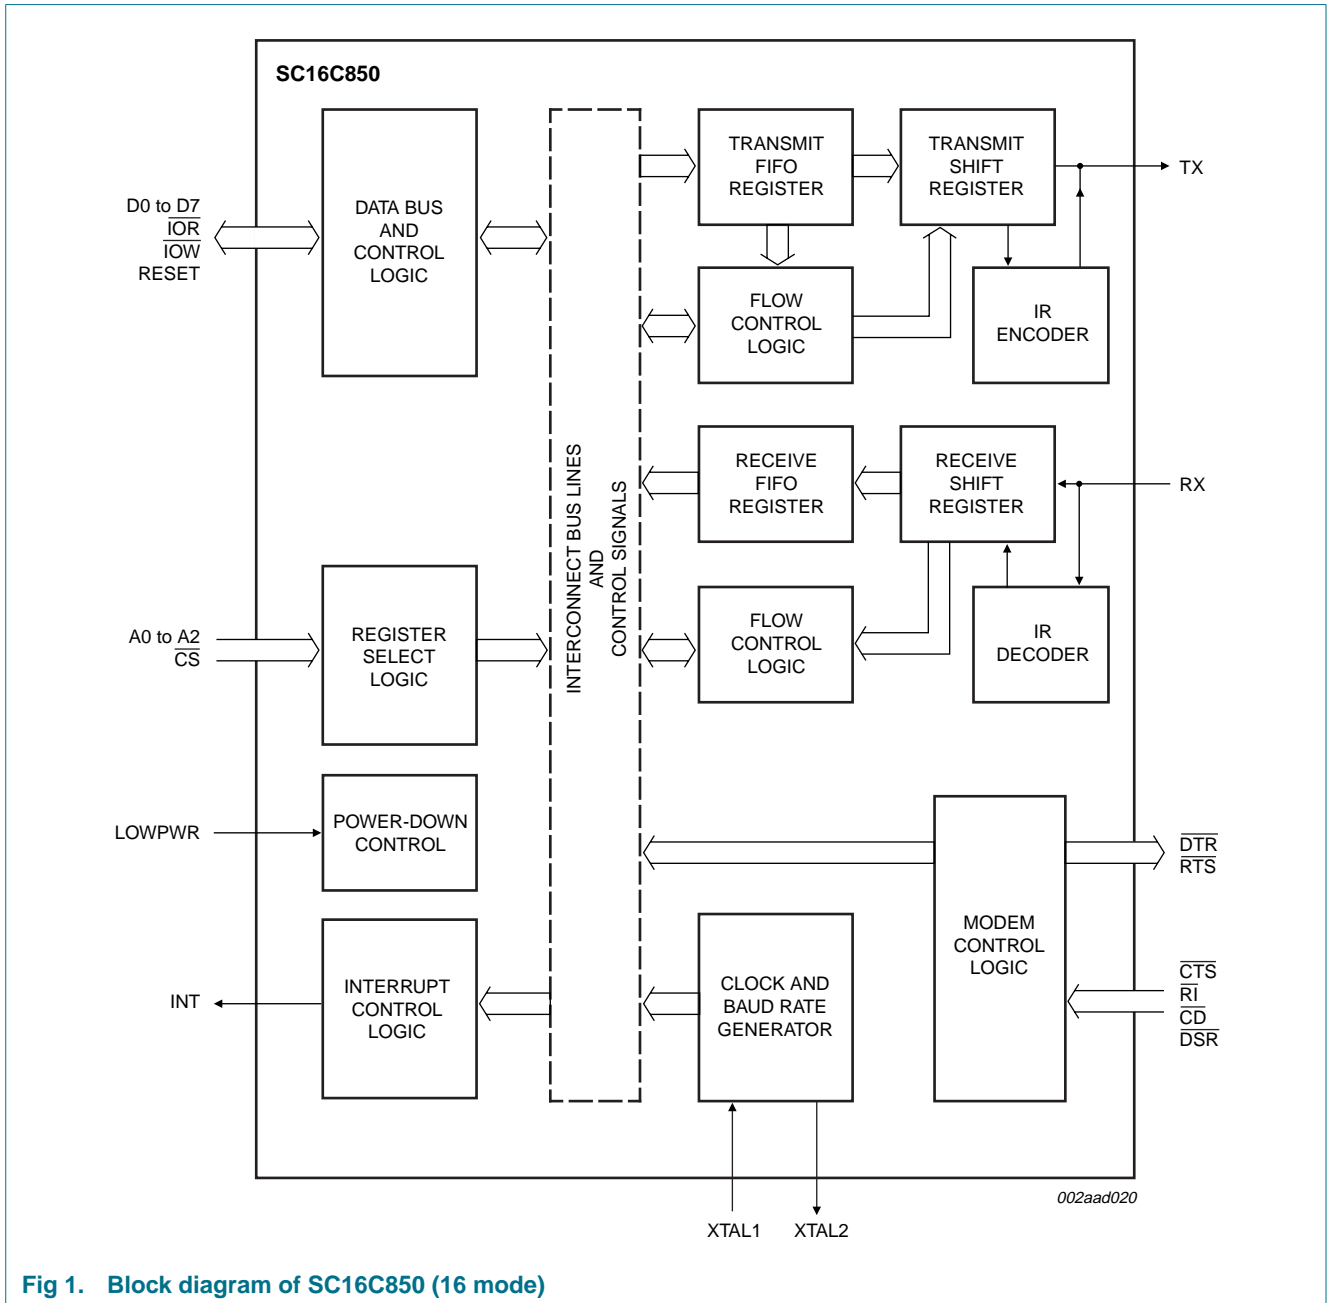 SC16C850
D0 to D7
IOR
IOW
RESET
DATA BUS
AND
CONTROL
LOGIC
TRANSMIT
FIFO
REGISTER
TRANSMIT
SHIFT
REGISTER
TX
FLOW
CONTROL
LOGIC
IR
ENCODER
INTERCONNECT BUS LINES
AND
CONTROL SIGNALS
RECEIVE
FIFO
REGISTER
RECEIVE
SHIFT
REGISTER
RX
A0 to A2
CS
REGISTER
SELECT
LOGIC
FLOW
CONTROL
LOGIC
IR
DECODER
LOWPWR
POWER-DOWN
CONTROL
DTR
RTS
MODEM
CONTROL
LOGIC
INT
INTERRUPT
CONTROL
LOGIC
CLOCK AND
BAUD RATE
GENERATOR
CTS
RI
CD
DSR
002aad020
XTAL1
XTAL2
Fig 1. Block diagram of SC16C850 (16 mode)